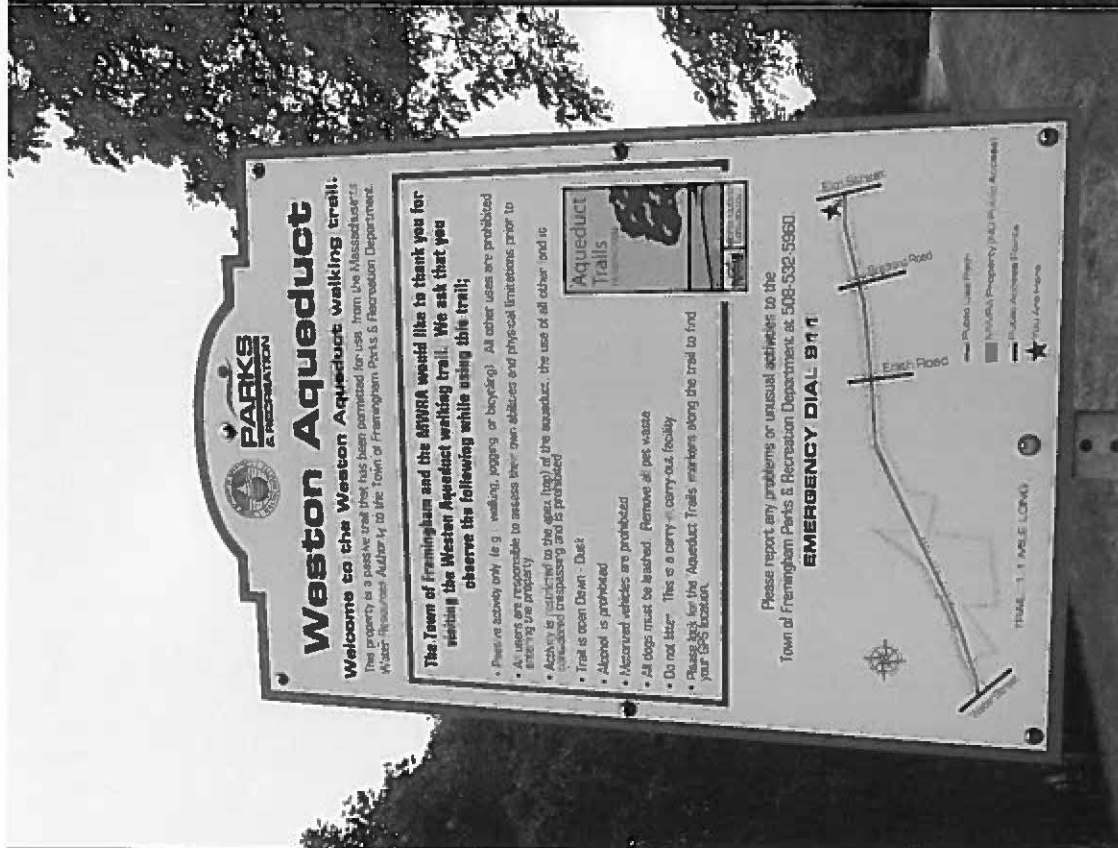 PARKS
& RECREATION
Weston Aqueduct
Welcome to the Weston Aqueduct walking trail.
This property is a passive trail that has been permitted for use from the Massachusetts
Water Resources Authority to the Town of Framingham Parks & Recreation Department.
The Town of Framingham and the MWRA would like to thank you for
visiting the Weston Aqueduct walking trail. We ask that you
observe the following while using this trail;
• Passive activity only (e.g. walking, jogging or bicycling) All other uses are prohibited
• All users are responsible to assess their own abilities and physical limitations prior to
entering the property
• Activity is restricted to the apex (top) of the aqueduct, the use of all other land is
considered trespassing and is prohibited
• Trail is open Dawn - Dusk
• Alcohol is prohibited
• Motorized vehicles are prohibited
• All dogs must be leashed. Remove all pet waste
• Do not litter. This is a carry in, carry-out, facility
• Please look for the Aqueduct Trails markers along the trail to find
your GPS location.
Aqueduct
Trails
Please report any problems or unusual activities to the
Town of Framingham Parks & Recreation Department at 508-532-5960.
EMERGENCY DIAL 911
Elm Street
Road
Road
Water Street
Public Use Path
MWRA Property (NO Public Access)
Public Access Points
You Are Here
TRAIL 1.1 MILE LONG